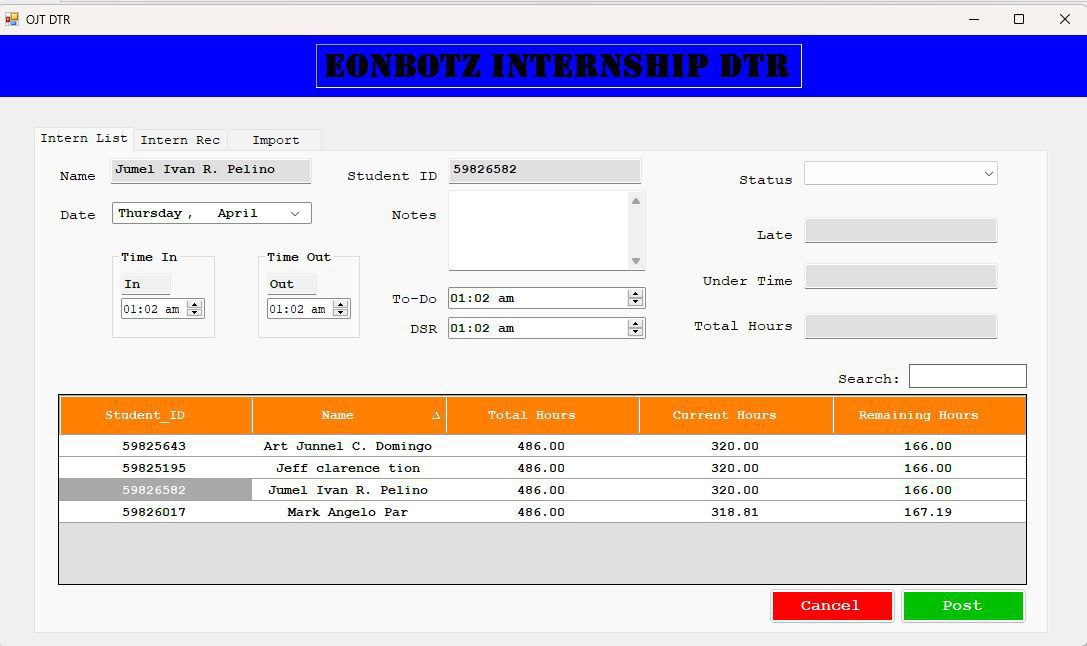 OJT DTR
EONBOTZ INTERNSHIP DTR
Intern List Intern Rec Import
Name Jumel Ivan R. Pelino Student ID 59826582 Status
Date Thursday , April Notes
Late
Time In Time Out
In Out Under Time
01:02 am 01:02 am To-Do 01:02 am
DSR 01:02 am Total Hours
Search:
Student_ID Name Δ Total Hours Current Hours Remaining Hours
59825643 Art Junnel C. Domingo 486.00 320.00 166.00
59825195 Jeff clarence tion 486.00 320.00 166.00
59826582 Jumel Ivan R. Pelino 486.00 320.00 166.00
59826017 Mark Angelo Par 486.00 318.81 167.19
Cancel Post